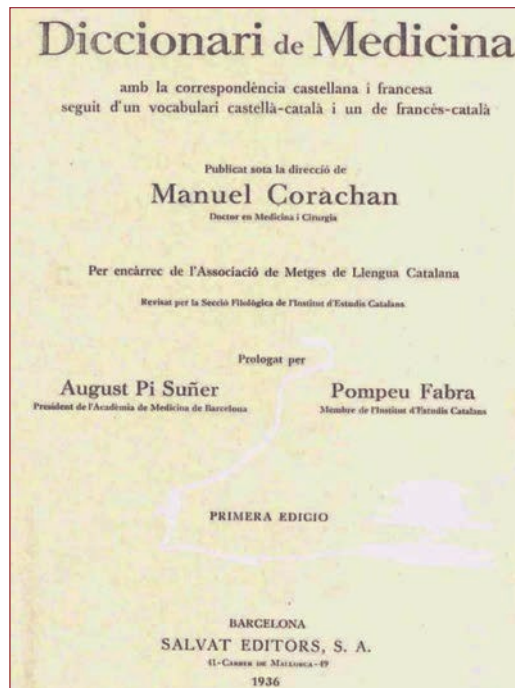 Diccionari de Medicina
amb la correspondència castellana i francesa
seguit d'un vocabulari castellà-català i un de francès-català
Publicat sota la direcció de
Manuel Corachan
Doctor en Medicina i Cirurgia
Per encàrrec de l'Associació de Metges de Llengua Catalana
Revisat per la Secció Filològica de l'Institut d'Estudis Catalans
Prologat per
August Pi Suñer
President de l'Acadèmia de Medicina de Barcelona
Pompeu Fabra
Membre de l'Institut d'Estudis Catalans
PRIMERA EDICIO
BARCELONA
SALVAT EDITORS, S. A.
41-Carrer de Mallorca-49
1936